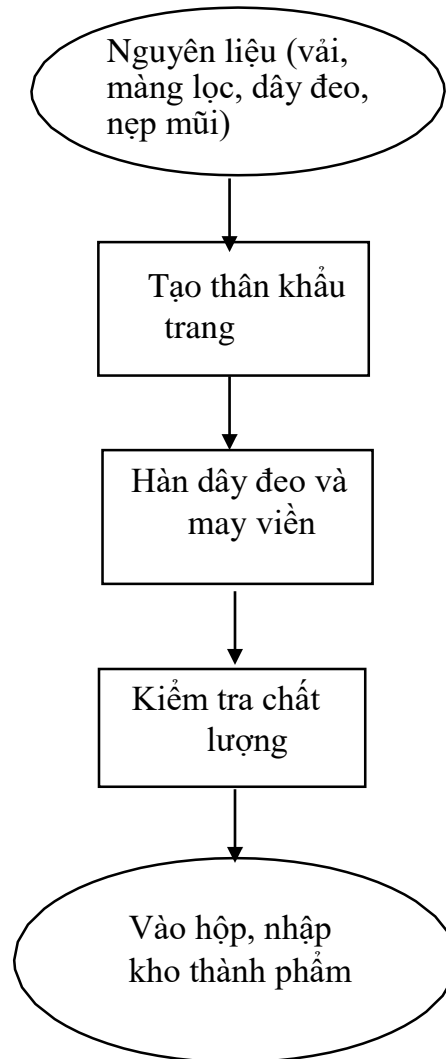 Nguyên liệu (vải,
màng lọc, dây đeo,
nẹp mũi)
Tạo thân khẩu
trang
Hàn dây đeo và
may viền
Kiểm tra chất
lượng
Vào hộp, nhập
kho thành phẩm